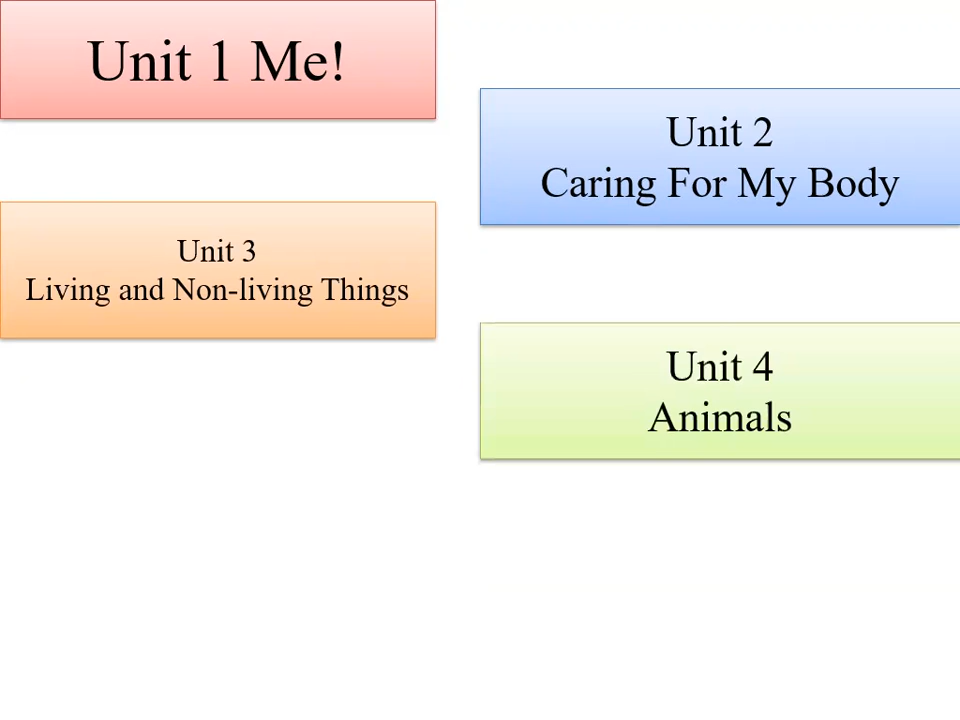 Unit 1 Me!
Unit 2
Caring For My Body
Unit 3
Living and Non-living Things
Unit 4
Animals